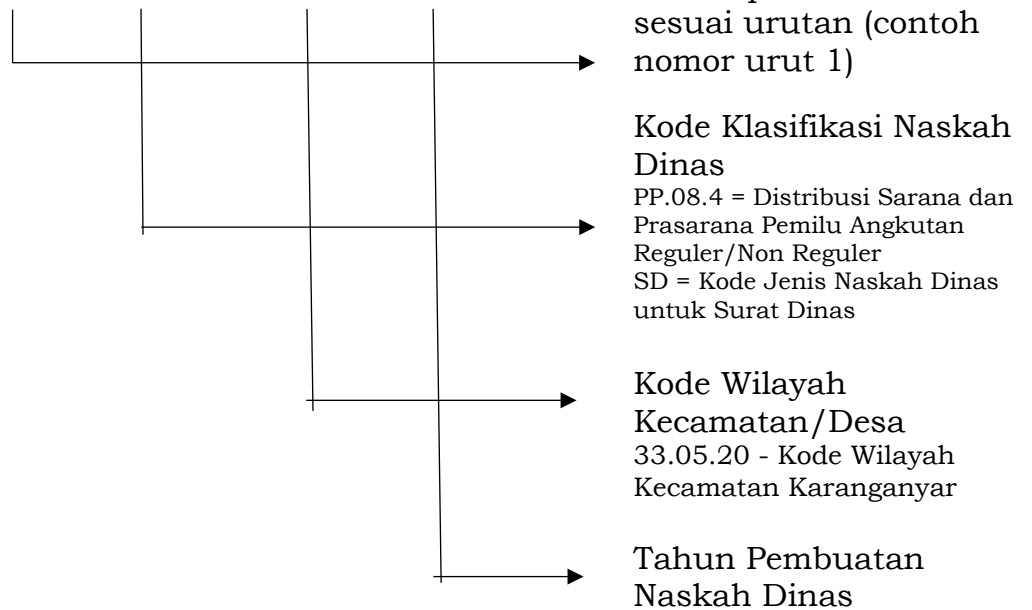 sesuai urutan (contoh
nomor urut 1)
Kode Klasifikasi Naskah
Dinas
PP.08.4 = Distribusi Sarana dan
Prasarana Pemilu Angkutan
Reguler/Non Reguler
SD = Kode Jenis Naskah Dinas
untuk Surat Dinas
Kode Wilayah
Kecamatan/Desa
33.05.20 - Kode Wilayah
Kecamatan Karanganyar
Tahun Pembuatan
Naskah Dinas